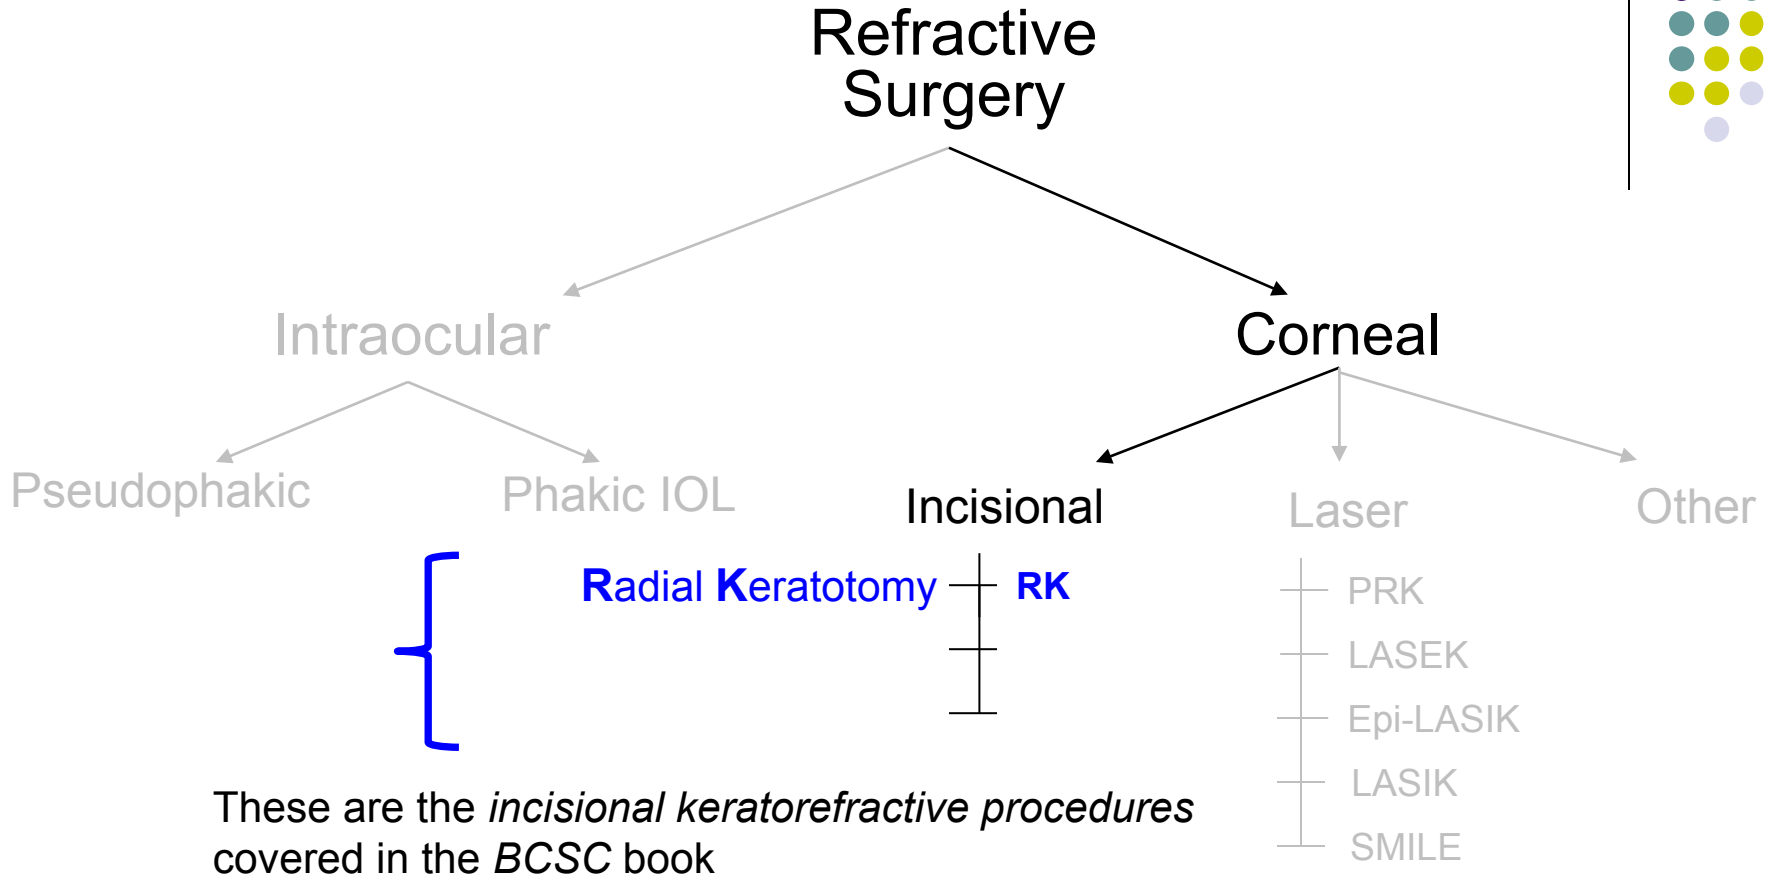 Refractive
Surgery
Intraocular
Corneal
Pseudophakic
Phakic IOL
Incisional
Laser
Other
Radial Keratotomy
RK
PRK
LASEK
Epi-LASIK
LASIK
SMILE
These are the incisional keratorefractive procedures
covered in the BCSC book